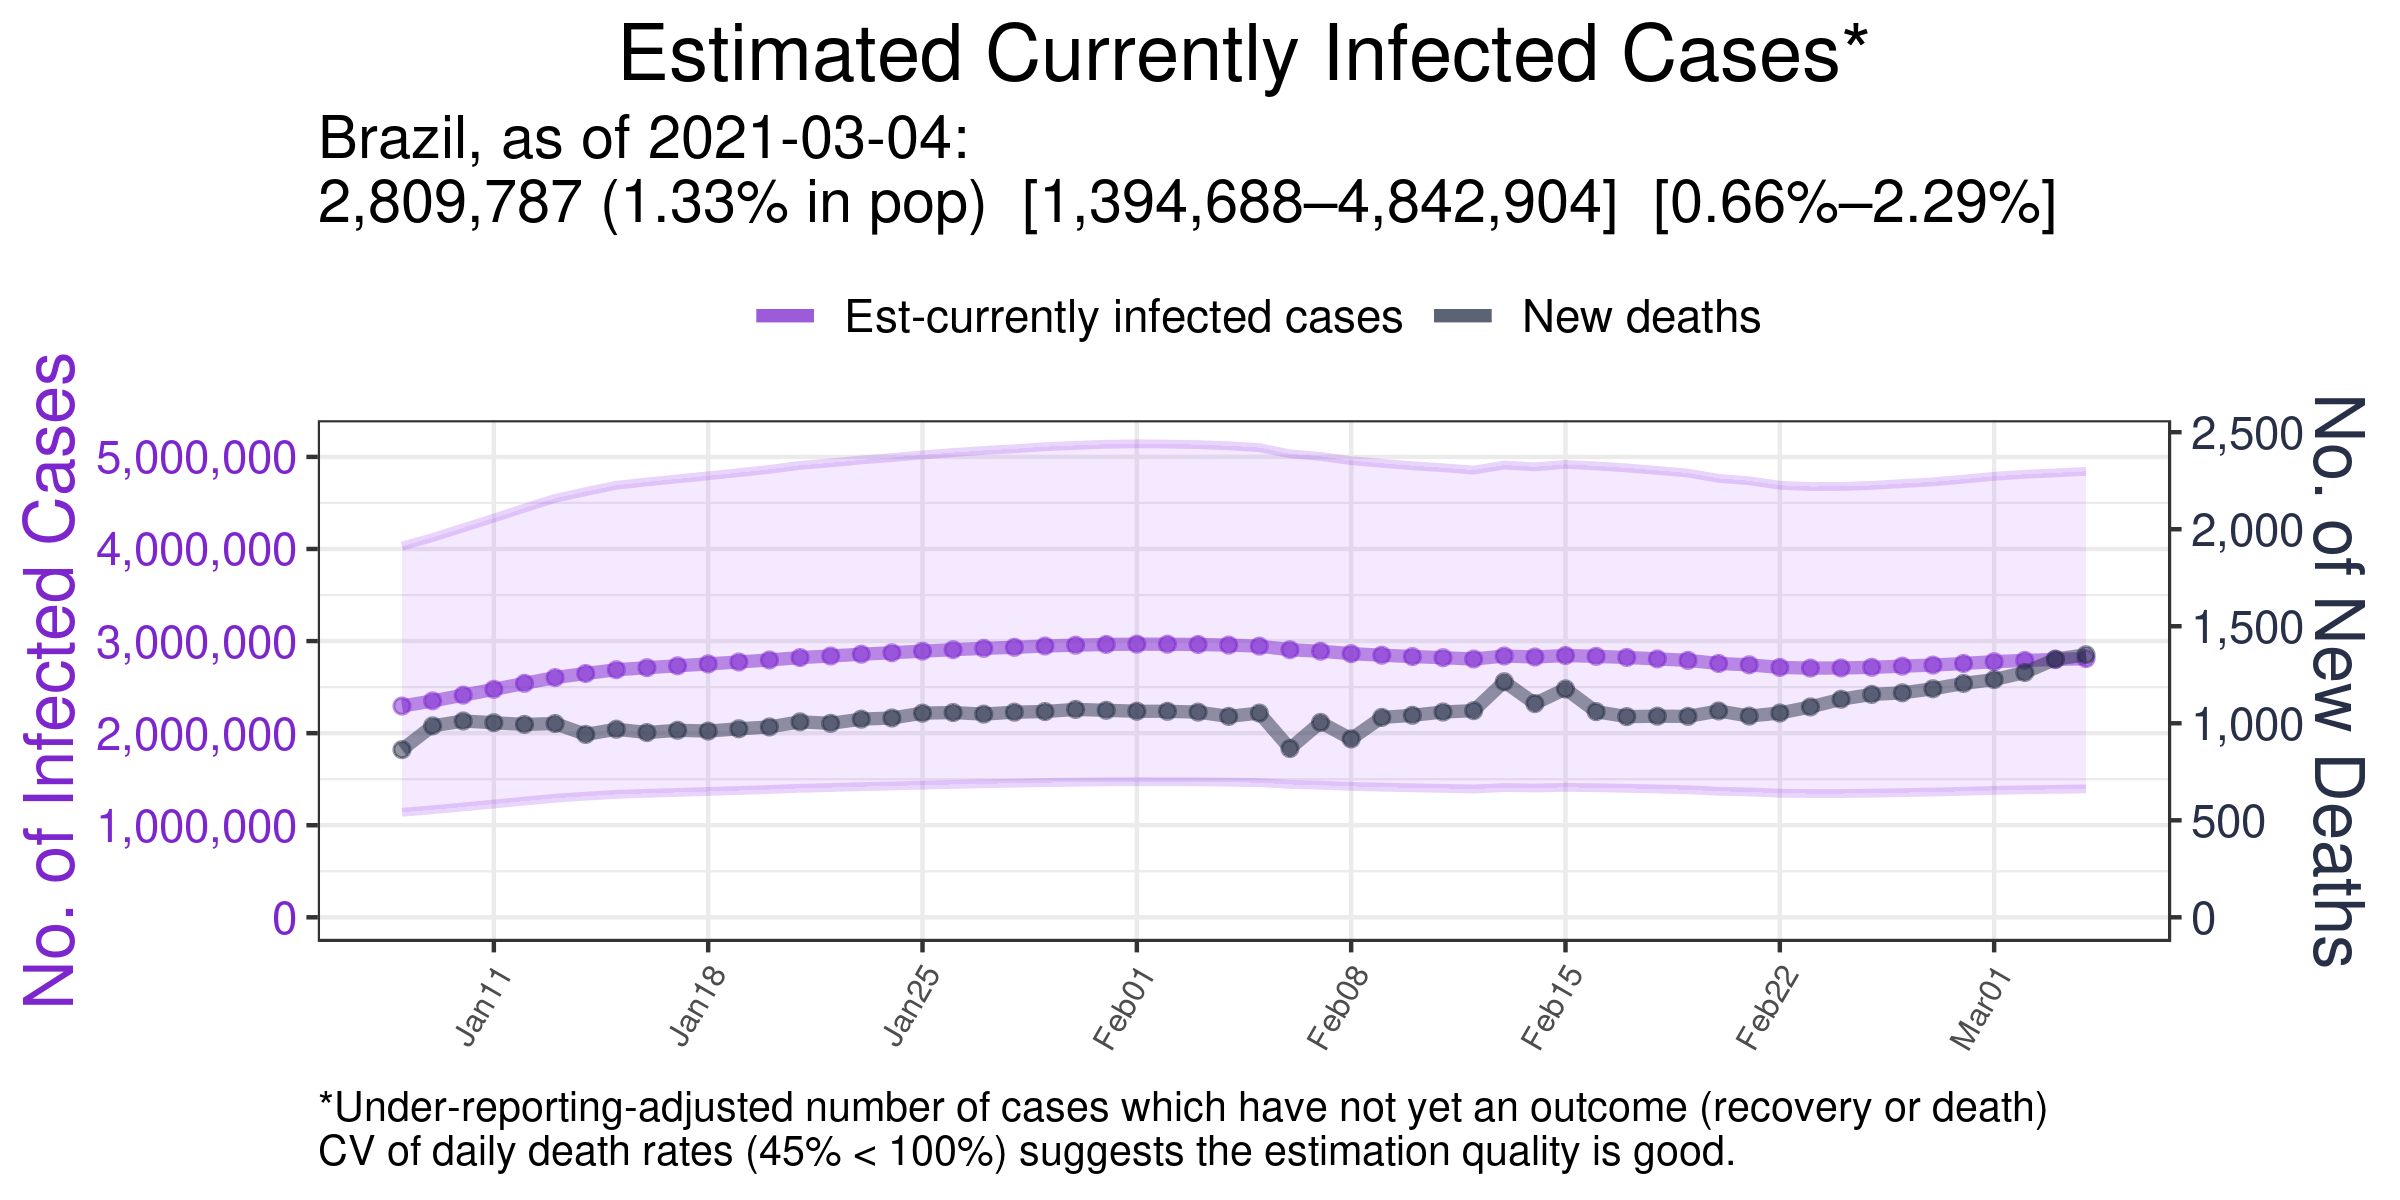 Estimated Currently Infected Cases*
Brazil, as of 2021-03-04:
2,809,787 (1.33% in pop) [1,394,688–4,842,904] [0.66%–2.29%]
Est-currently infected cases
New deaths
No. of Infected Cases
5,000,000
4,000,000
3,000,000
2,000,000
1,000,000
0
2,500
2,000
1,500
1,000
500
0
No. of New Deaths
Jan11
Jan18
Jan25
Feb01
Feb08
Feb15
Feb22
Mar01
*Under-reporting-adjusted number of cases which have not yet an outcome (recovery or death)
CV of daily death rates (45% < 100%) suggests the estimation quality is good.